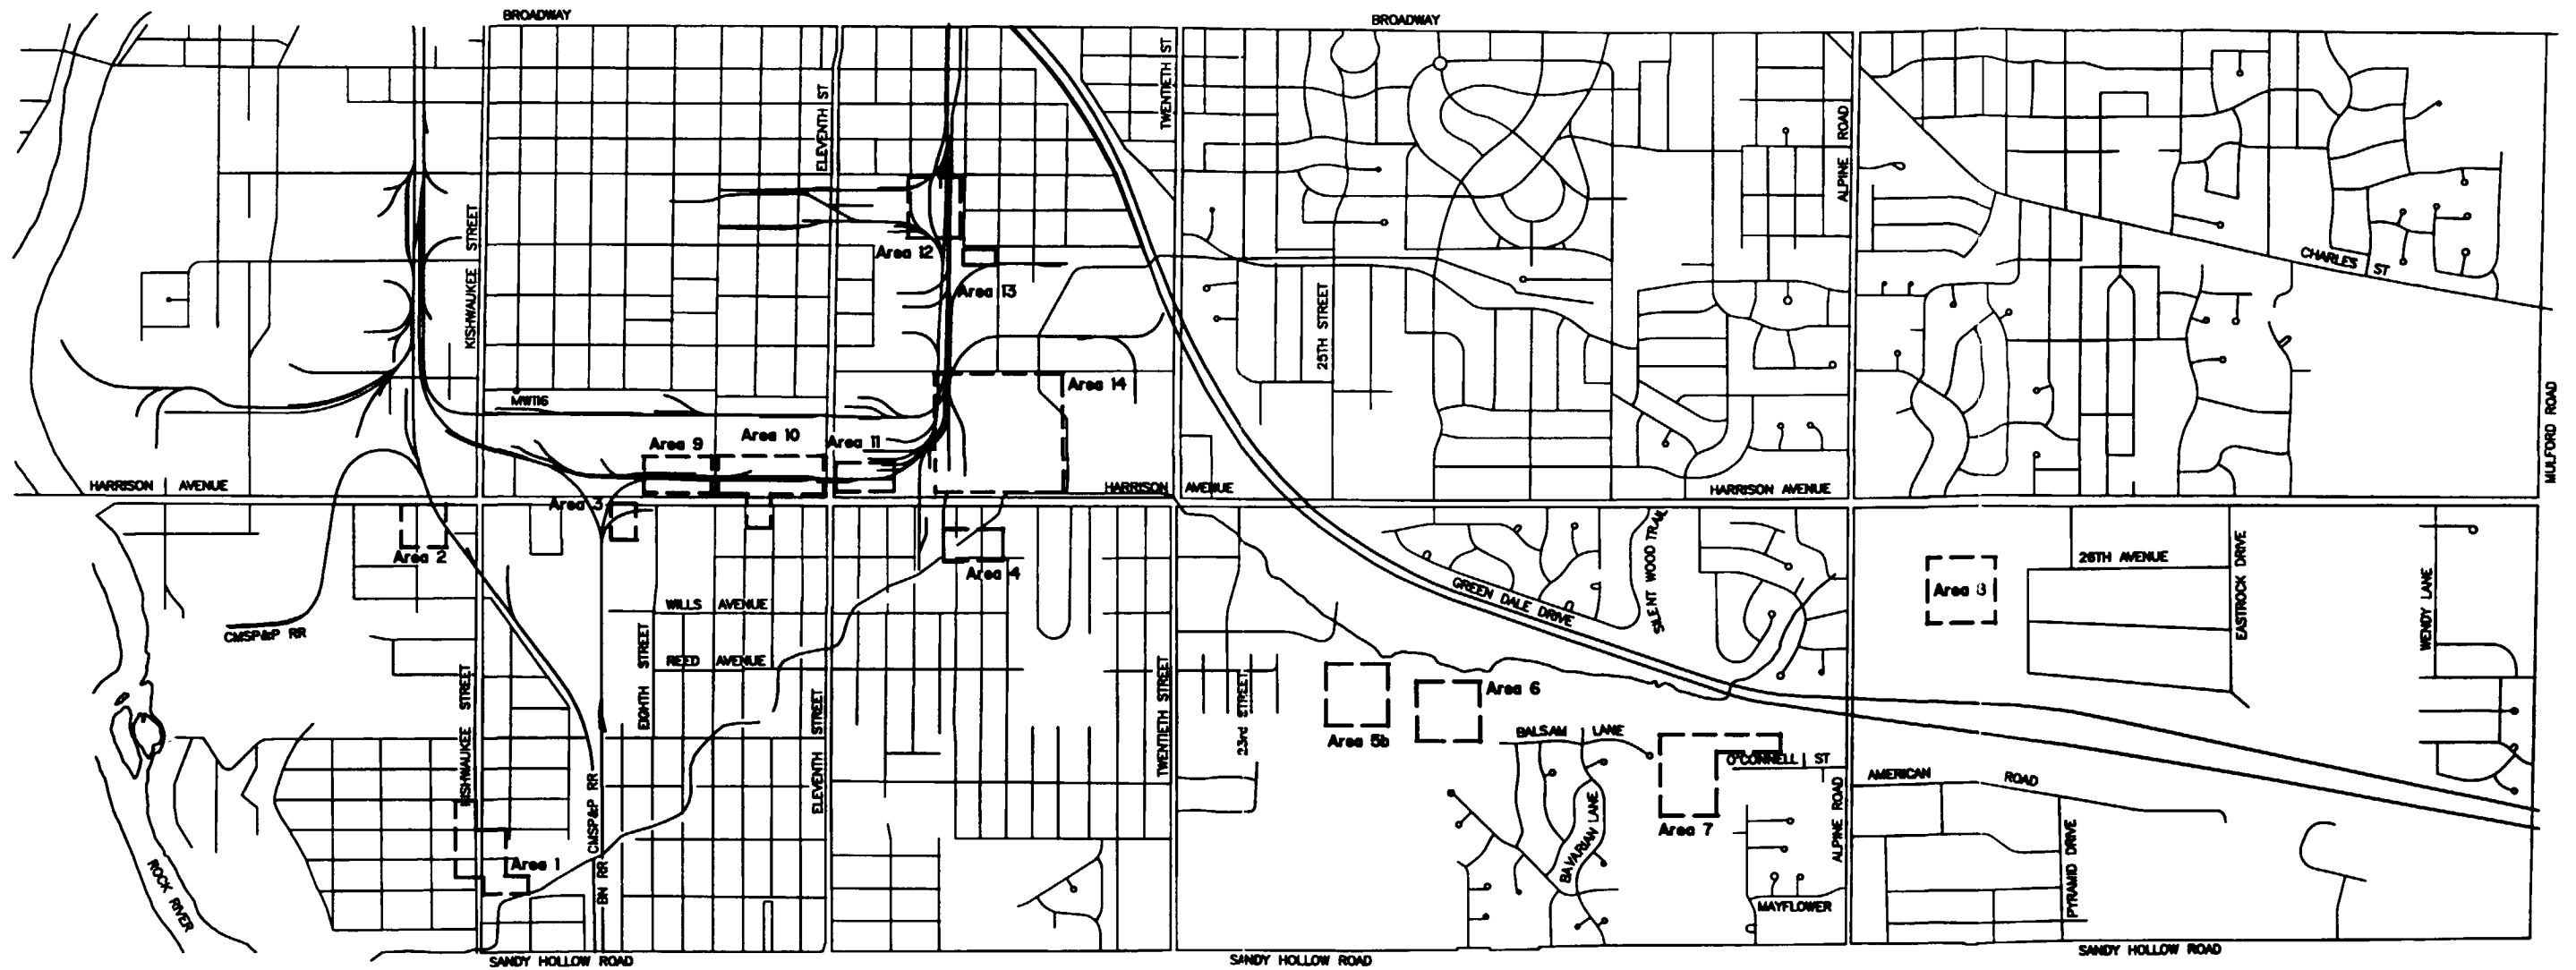 BROADWAY
BROADWAY
ELEVENTH ST
TWENTIETH ST
ALPINE ROAD
KISHWAUKEE STREET
Area 12
Area 13
CHARLES ST
25TH STREET
Area 14
MW116
MULFORD ROAD
Area 9
Area 10
Area 11
HARRISON AVENUE
HARRISON AVENUE
HARRISON AVENUE
Area 3
Area 2
Area 4
SILENT WOOD TRAIL
GREEN DALE DRIVE
26TH AVENUE
EASTROCK DRIVE
WENDY LANE
Area 8
WILLS AVENUE
CMSP&P RR
EIGHTH STREET
REED AVENUE
KISHWAUKEE STREET
ELEVENTH STREET
TWENTIETH STREET
23rd STREET
Area 5b
Area 6
BALSAM LANE
O'CONNELL ST
AMERICAN ROAD
ALPINE ROAD
CMSP&P RR
BAVARIAN LANE
Area 7
PYRAMID DRIVE
Area 1
BN RR
ROCK RIVER
MAYFLOWER
SANDY HOLLOW ROAD
SANDY HOLLOW ROAD
SANDY HOLLOW ROAD